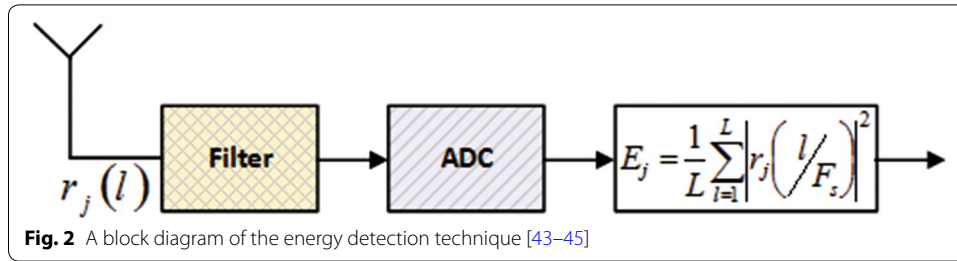 r_j(l)
Filter
ADC
E_j = \frac{1}{L} \sum_{l=1}^{L} \left| r_j \left( l / F_s \right) \right|^2
Fig. 2 A block diagram of the energy detection technique [43–45]